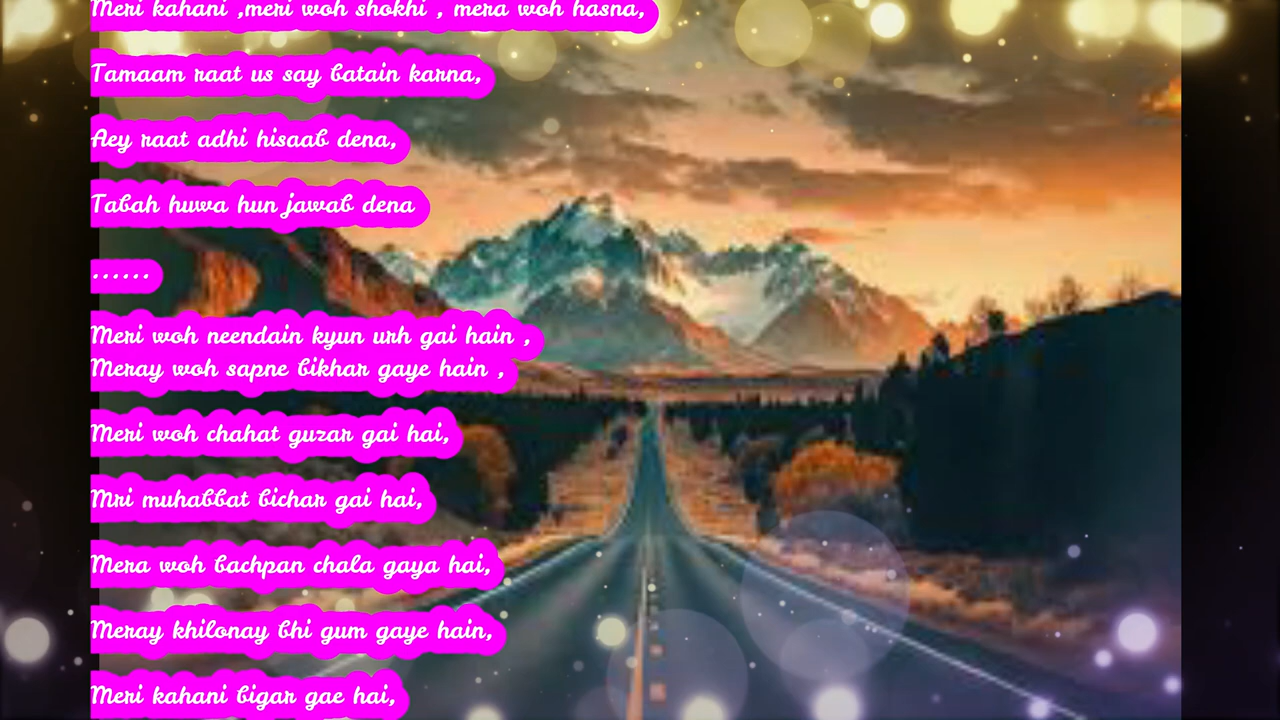 Meri kahani ,meri woh shokhi , mera woh hasna,
Tamaam raat us say batain karna,
Aey raat adhi hisaab dena,
Tabah huwa hun jawab dena
......
Meri woh neendain kyun urh gai hain ,
Meray woh sapne bikhar gaye hain ,
Meri woh chahat guzar gai hai,
Mri muhabbat bichar gai hai,
Mera woh bachpan chala gaya hai,
Meray khilonay bhi gum gaye hain,
Meri kahani bigar gae hai,